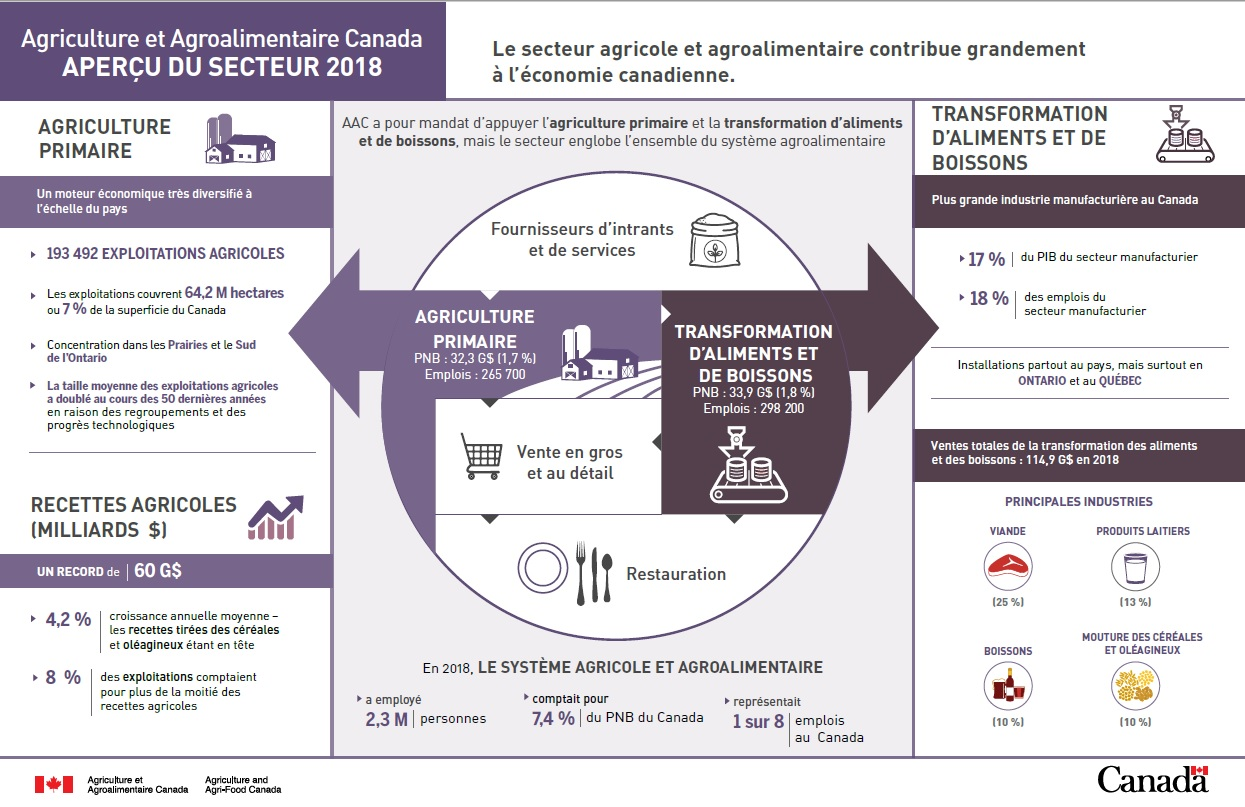 Agriculture et Agroalimentaire Canada
APERÇU DU SECTEUR 2018
Le secteur agricole et agroalimentaire contribue grandement
à l'économie canadienne.
AGRICULTURE
PRIMAIRE
Un moteur économique très diversifié à
l'échelle du pays
193 492 EXPLOITATIONS AGRICOLES
Les exploitations couvrent 64,2 M hectares
ou 7 % de la superficie du Canada
Concentration dans les Prairies et le Sud
de l'Ontario
La taille moyenne des exploitations agricoles
a doublé au cours des 50 dernières années
en raison des regroupements et des
progrès technologiques
RECETTES AGRICOLES
(MILLIARDS $)
UN RECORD de 60 G$
4,2 %
croissance annuelle moyenne –
les recettes tirées des céréales
et oléagineux étant en tête
8 %
des exploitations comptaient
pour plus de la moitié des
recettes agricoles
AAC a pour mandat d'appuyer l'agriculture primaire et la transformation d'aliments
et de boissons, mais le secteur englobe l'ensemble du système agroalimentaire
Fournisseurs d'intrants
et de services
AGRICULTURE
PRIMAIRE
PNB : 32,3 G$ (1,7 %)
Emplois : 265 700
TRANSFORMATION
D'ALIMENTS ET
DE BOISSONS
PNB : 33,9 G$ (1,8 %)
Emplois : 298 200
Vente en gros
et au détail
Restauration
En 2018, LE SYSTÈME AGRICOLE ET AGROALIMENTAIRE
a employé
2,3 M personnes
comptait pour
7,4 % du PNB du Canada
représentait
1 sur 8 emplois
au Canada
TRANSFORMATION
D'ALIMENTS ET DE
BOISSONS
Plus grande industrie manufacturière au Canada
17 % du PIB du secteur manufacturier
18 % des emplois du
secteur manufacturier
Installations partout au pays, mais surtout en
ONTARIO et au QUÉBEC
Ventes totales de la transformation des aliments
et des boissons : 114,9 G$ en 2018
PRINCIPALES INDUSTRIES
VIANDE
(25 %)
PRODUITS LAITIERS
(13 %)
BOISSONS
(10 %)
MOUTURE DES CÉRÉALES
ET OLÉAGINEUX
(10 %)
Agriculture et
Agroalimentaire Canada
Agriculture and
Agri-Food Canada
Canada